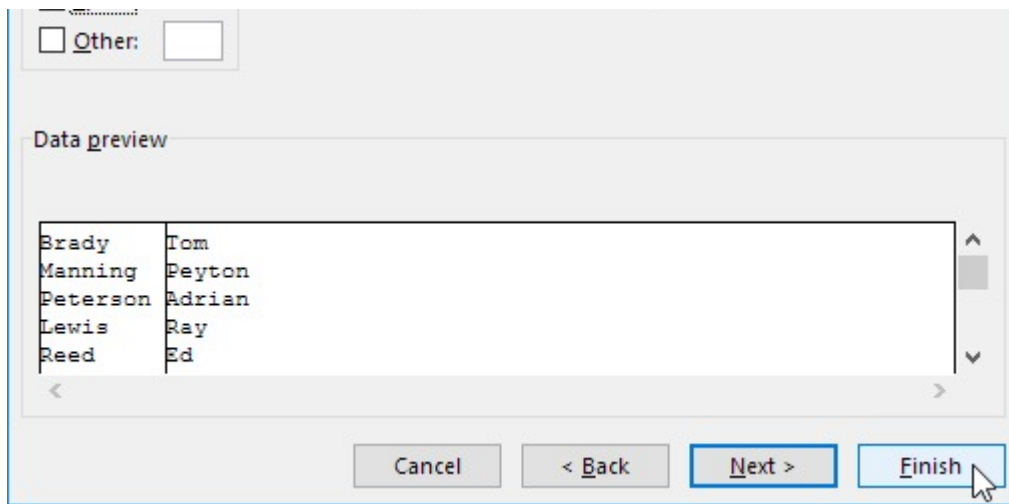 Other:
Data preview
Brady Tom
Manning Peyton
Peterson Adrian
Lewis Ray
Reed Ed
Cancel < Back Next > Finish